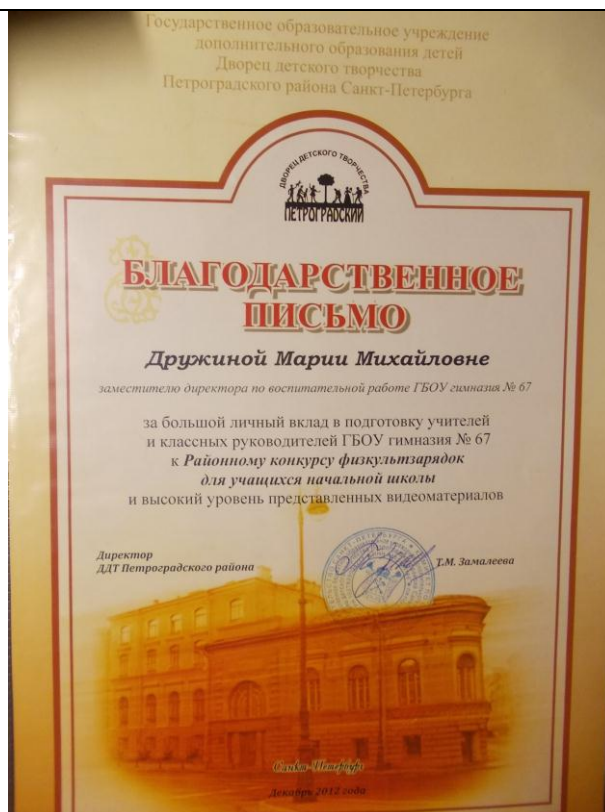 Государственное образовательное учреждение
дополнительного образования детей
Дворец детского творчества
Петроградского района Санкт-Петербурга
ДВОРЕЦ ДЕТСКОГО ТВОРЧЕСТВА
ПЕТРОГРАДСКИЙ
БЛАГОДАРСТВЕННОЕ
ПИСЬМО
Дружиной Марии Михайловне
заместителю директора по воспитательной работе ГБОУ гимназия № 67
за большой личный вклад в подготовку учителей
и классных руководителей ГБОУ гимназия № 67
к Районному конкурсу физкультзарядок
для учащихся начальной школы
и высокий уровень представленных видеоматериалов
Директор
ДДТ Петроградского района
Т.М. Замалеева
Санкт-Петербург
Декабрь 2012 года